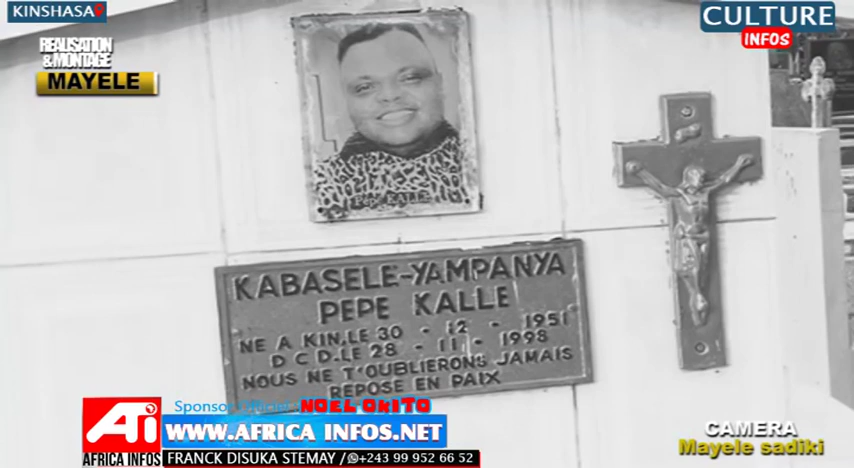 KINSHASA
CULTURE
INFOS
REALISATION
&MONTAGE
MAYELE
Pepe KALLE
KABASELE-YAMPANYA
PEPE KALLE
NE A KIN,LE 30 - 12 - 1951
D C D.LE 28 - 11 - 1998
NOUS NE T'OUBLIERONS JAMAIS
REPOSE EN PAIX
Sponsor Officiel : NOEL OKITO
Ai
WWW.AFRICA INFOS.NET
AFRICA INFOS
FRANCK DISUKA STEMAY / +243 99 952 66 52
CAMERA
Mayele sadiki